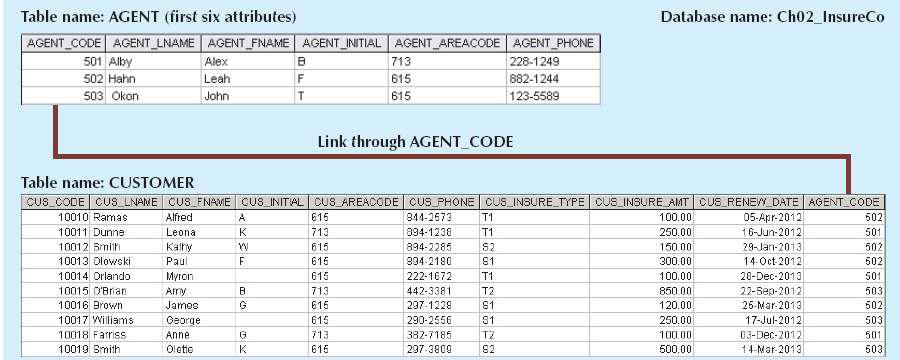 Table name: AGENT (first six attributes) Database name: Ch02_InsureCo
AGENT_CODE AGENT_LNAME AGENT_FNAME AGENT_INITIAL AGENT_AREACODE AGENT_PHONE
501 Alby Alex B 713 228-1249
502 Hahn Leah F 615 882-1244
503 Okon John T 615 123-5589
Link through AGENT_CODE
Table name: CUSTOMER
CUS_CODE CUS_LNAME CUS_FNAME CUS_INITIAL CUS_AREACODE CUS_PHONE CUS_INSURE_TYPE CUS_INSURE_AMT CUS_RENEW_DATE AGENT_CODE
10010 Ramas Alfred A 615 844-2573 T1 100.00 05-Apr-2012 502
10011 Dunne Leona K 713 894-1238 T1 250.00 16-Jun-2012 501
10012 Smith Kathy W 615 894-2285 S2 150.00 29-Jan-2013 502
10013 Olowski Paul F 615 894-2180 S1 300.00 14-Oct-2012 502
10014 Orlando Myron 615 222-1672 T1 100.00 28-Dec-2013 501
10015 O'Brian Amy B 713 442-3381 T2 850.00 22-Sep-2012 503
10016 Brown James G 615 297-1228 S1 120.00 25-Mar-2013 502
10017 Williams George 615 290-2556 S1 250.00 17-Jul-2012 503
10018 Farriss Anne G 713 382-7185 T2 100.00 03-Dec-2012 501
10019 Smith Olette K 615 297-3809 S2 500.00 14-Mar-2013 503